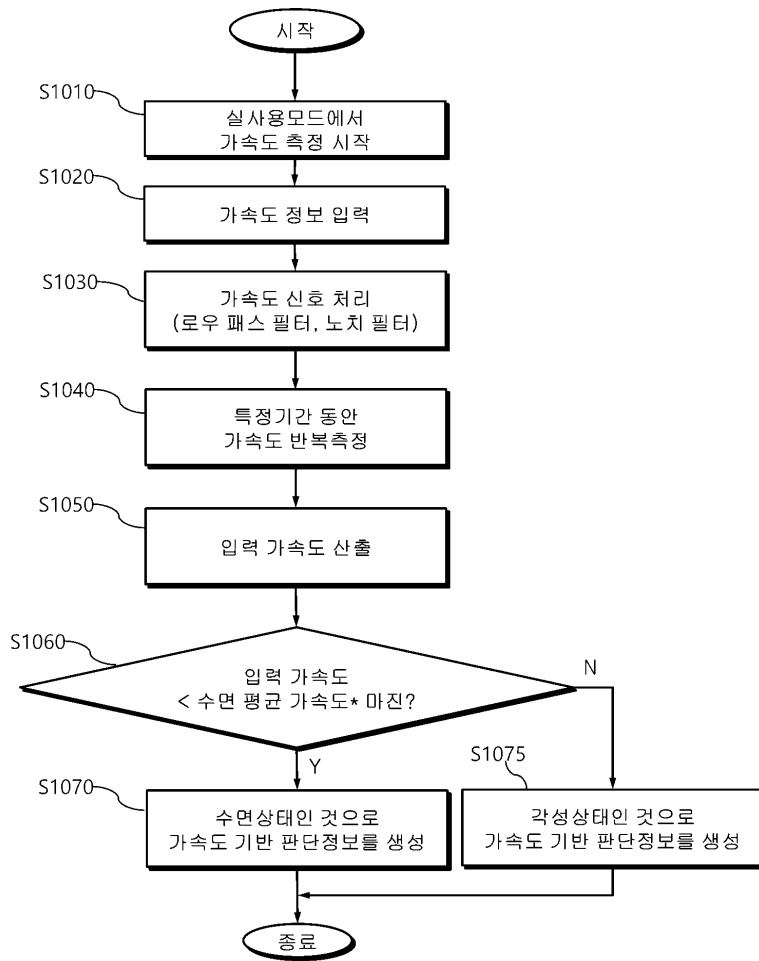 시작
S1010
실사용모드에서
가속도 측정 시작
S1020
가속도 정보 입력
S1030
가속도 신호 처리
(로우 패스 필터, 노치 필터)
S1040
특정기간 동안
가속도 반복측정
S1050
입력 가속도 산출
S1060
입력 가속도
< 수면 평균 가속도* 마진?
N
Y
S1070
수면상태인 것으로
가속도 기반 판단정보를 생성
S1075
각성상태인 것으로
가속도 기반 판단정보를 생성
종료